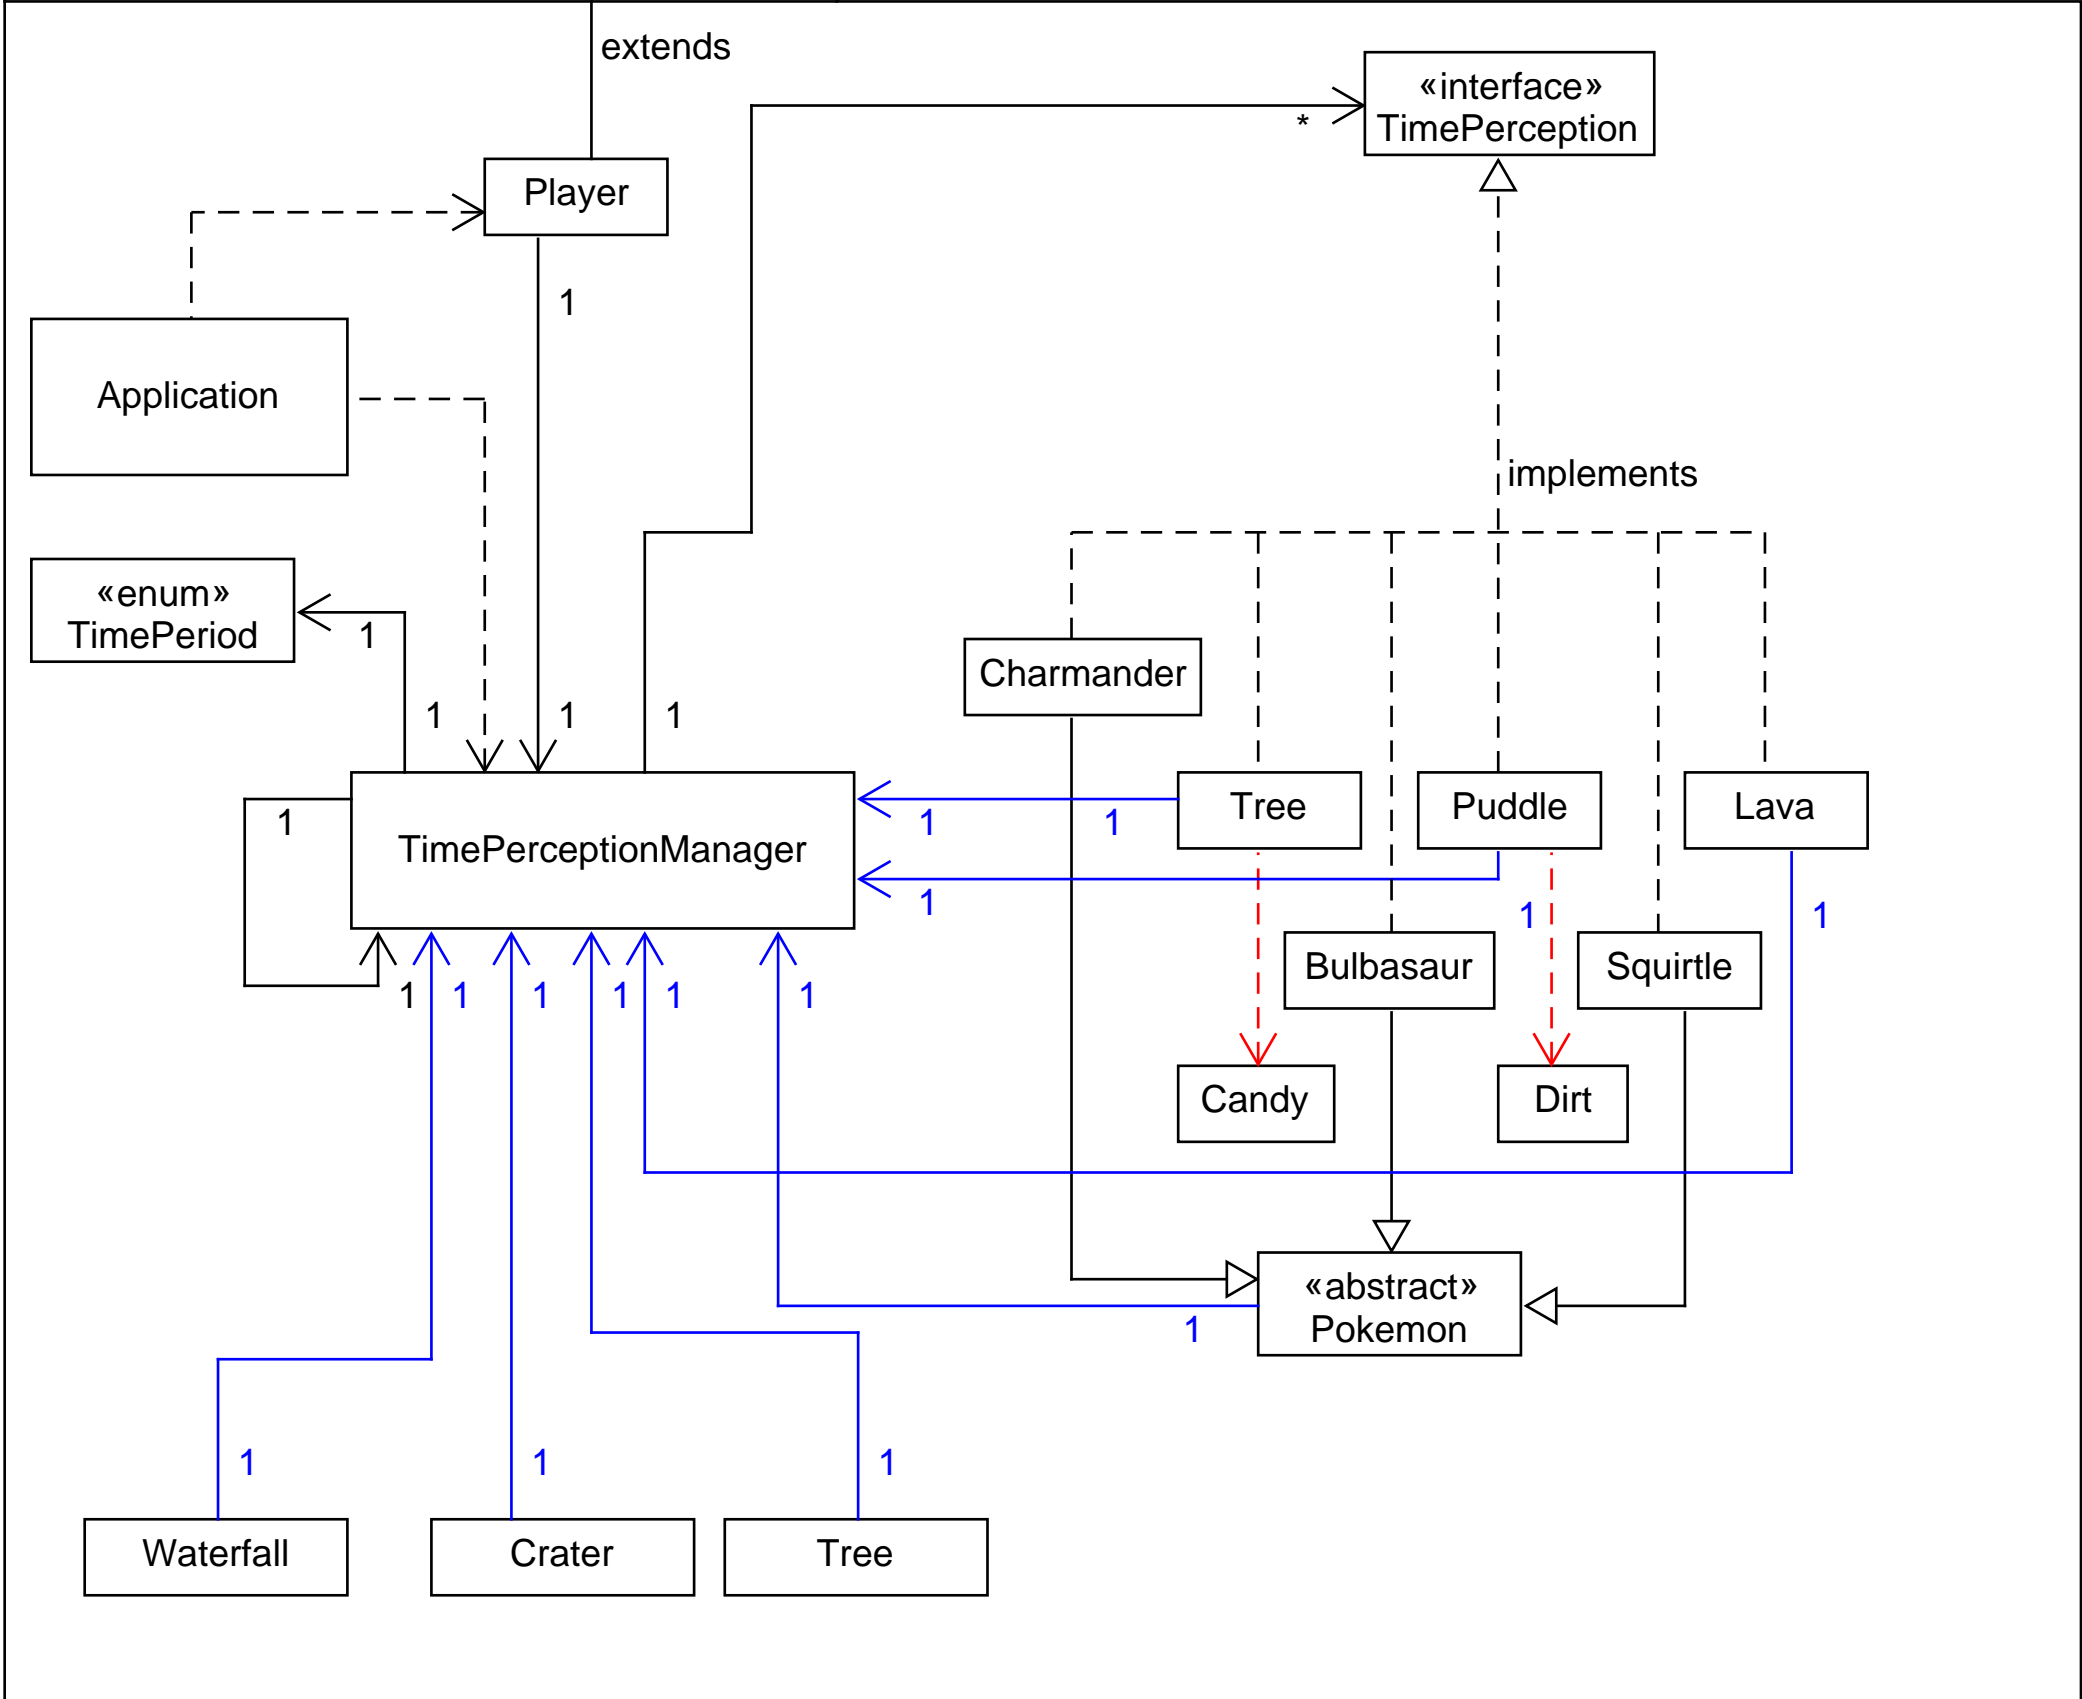 extends
«interface»
TimePerception
*
Player
1
Application
implements
«enum»
TimePeriod
1
Charmander
1
1
1
Tree
Puddle
Lava
1
1
1
TimePerceptionManager
1
1
1
Bulbasaur
Squirtle
1
1
1
1
1
1
Candy
Dirt
«abstract»
Pokemon
1
1
1
1
Waterfall
Crater
Tree